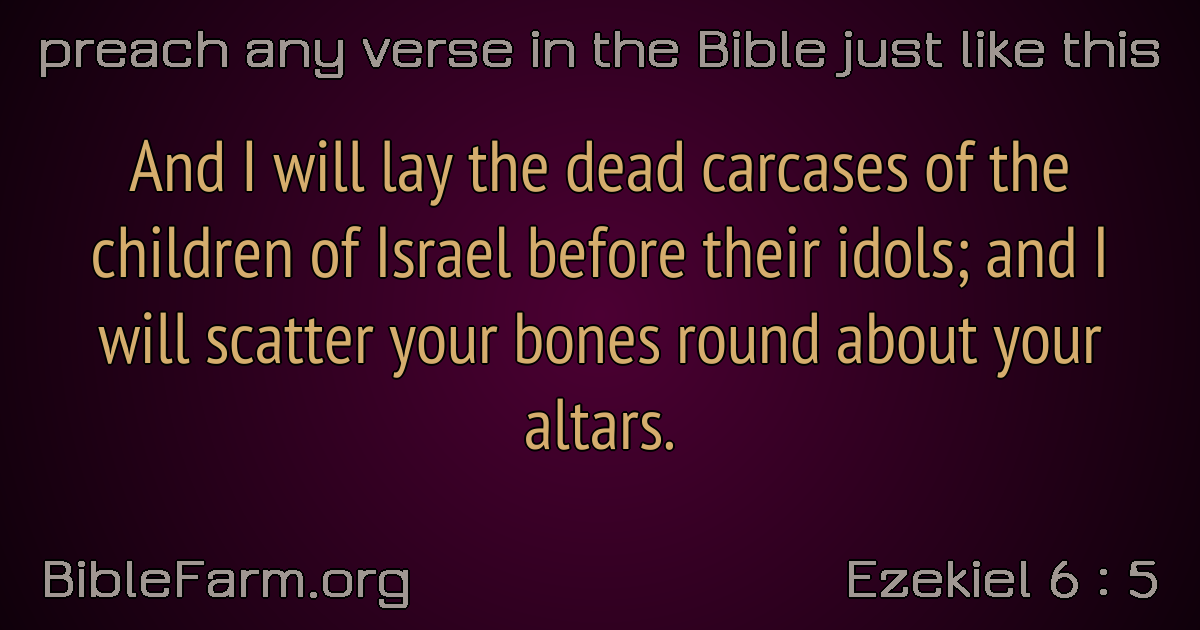 preach any verse in the Bible just like this
And I will lay the dead carcases of the
children of Israel before their idols; and I
will scatter your bones round about your
altars.
BibleFarm.org
Ezekiel 6 : 5